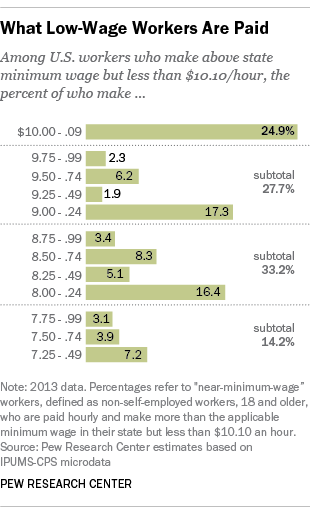 What Low-Wage Workers Are Paid
Among U.S. workers who make above state
minimum wage but less than $10.10/hour, the
percent of who make ...
$10.00 - .09 24.9%
9.75 - .99 2.3
9.50 - .74 6.2
9.25 - .49 1.9
9.00 - .24 17.3
subtotal
27.7%
8.75 - .99 3.4
8.50 - .74 8.3
8.25 - .49 5.1
8.00 - .24 16.4
subtotal
33.2%
7.75 - .99 3.1
7.50 - .74 3.9
7.25 - .49 7.2
subtotal
14.2%
Note: 2013 data. Percentages refer to "near-minimum-wage"
workers, defined as non-self-employed workers, 18 and older,
who are paid hourly and make more than the applicable
minimum wage in their state but less than $10.10 an hour.
Source: Pew Research Center estimates based on
IPUMS-CPS microdata
PEW RESEARCH CENTER